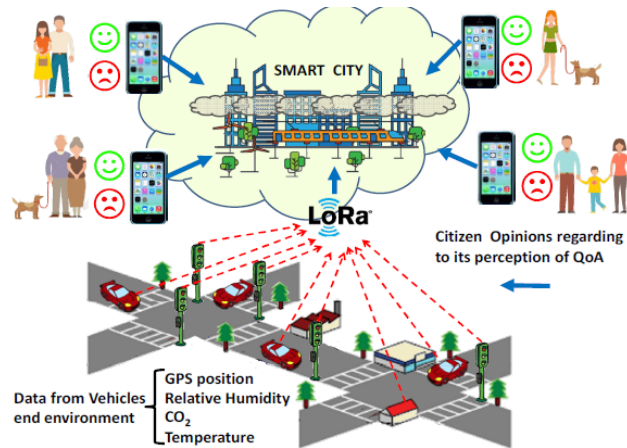 SMART CITY
LoRa
Citizen Opinions regarding
to its perception of QoA
Data from Vehicles
end environment
GPS position
Relative Humidity
CO₂
Temperature